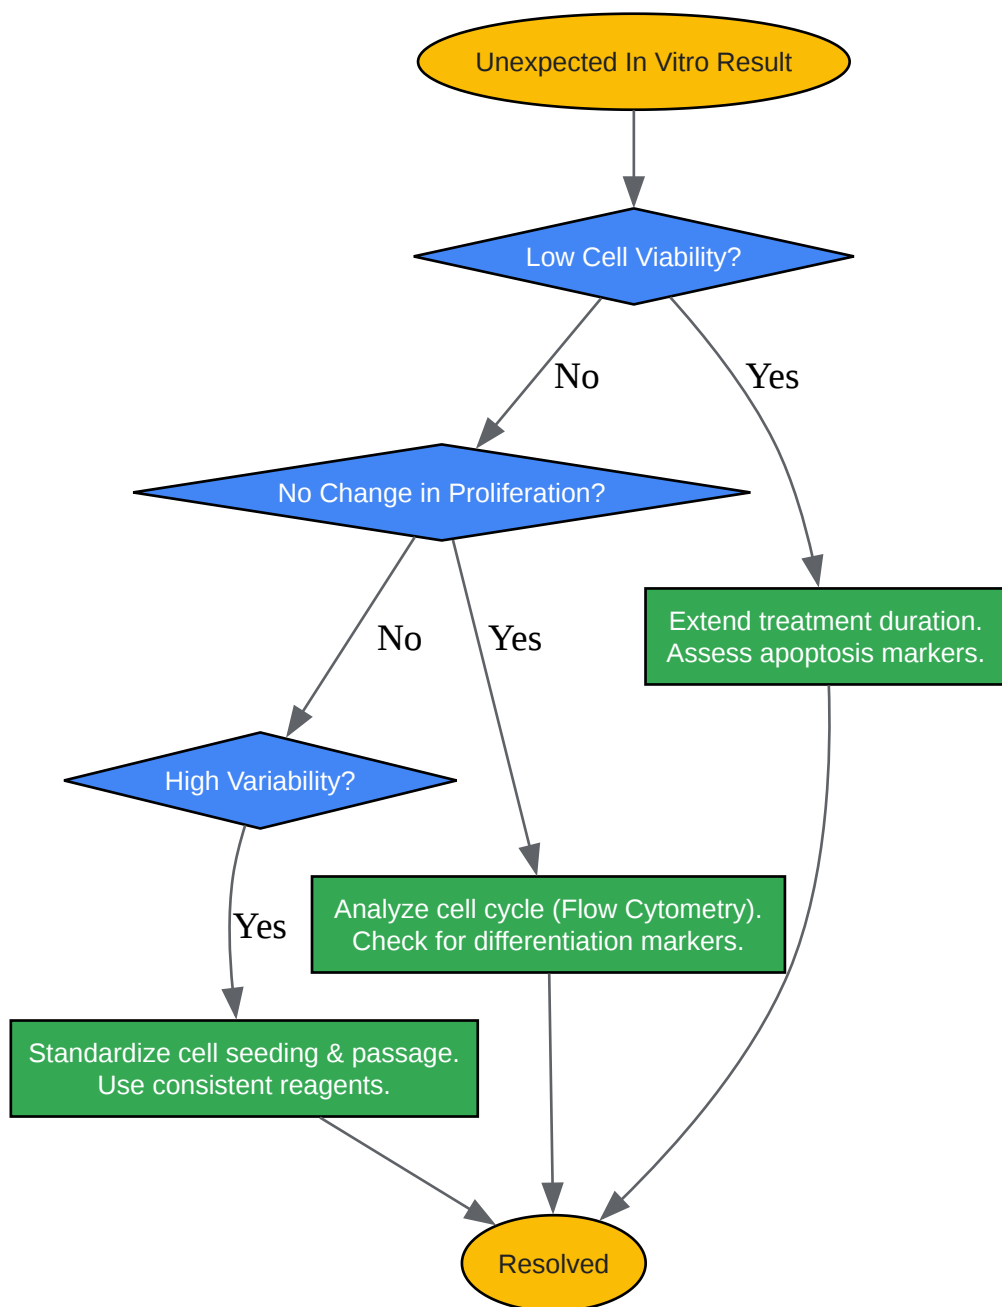 Unexpected In Vitro Result
Low Cell Viability?
No
Yes
No Change in Proliferation?
Extend treatment duration.
Assess apoptosis markers.
No
Yes
High Variability?
Analyze cell cycle (Flow Cytometry).
Check for differentiation markers.
Yes
Standardize cell seeding & passage.
Use consistent reagents.
Resolved